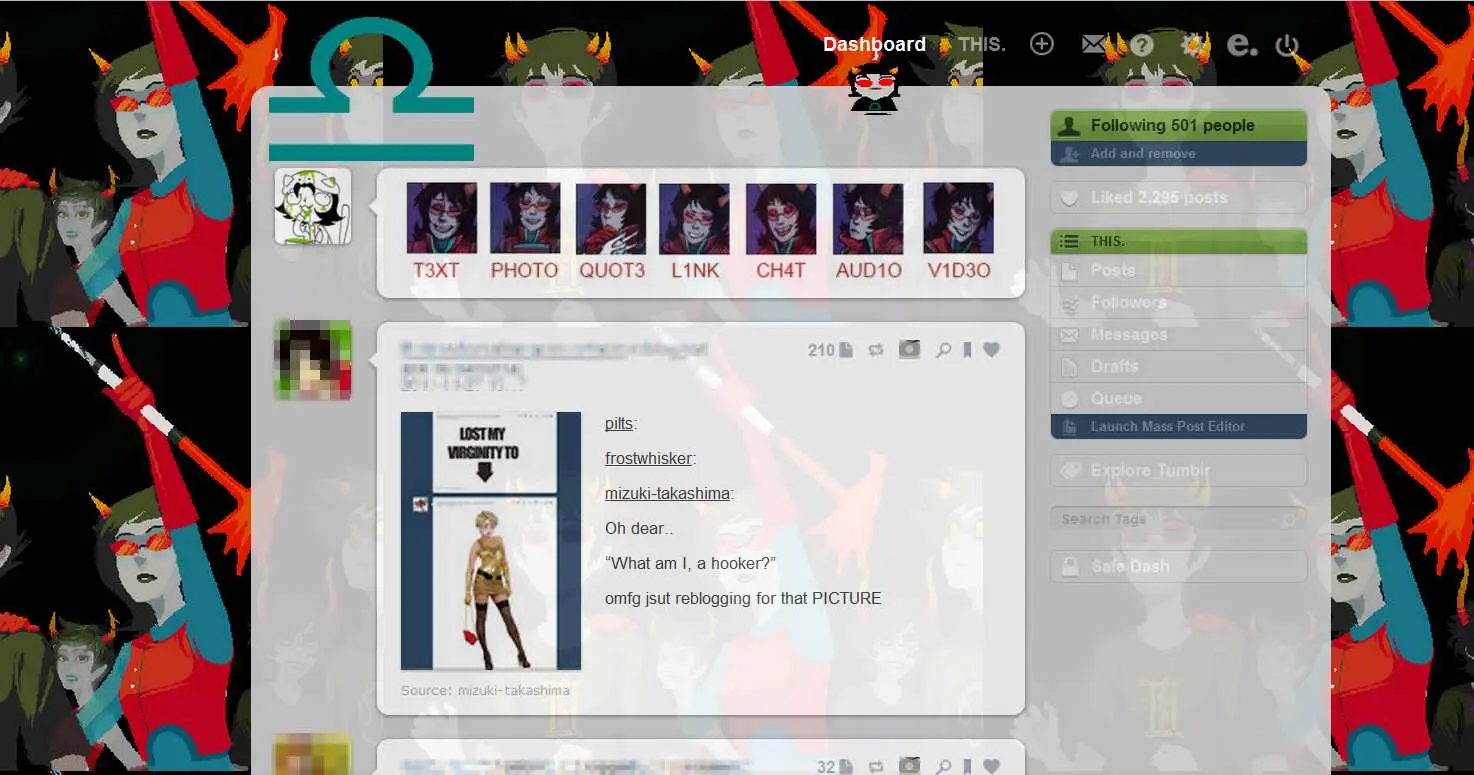 Dashboard THIS. e.
Following 501 people
Add and remove
Liked 2,295 posts
T3XT PHOTO QUOT3 L1NK CH4T AUD1O V1D3O
THIS.
Posts
Followers
Messages
Drafts
Queue
Launch Mass Post Editor
Explore Tumblr
Search Tags
Safe Dash
210
LOST MY
VIRGINITY TO
pilts:
frostwhisker:
mizuki-takashima:
Oh dear..
“What am I, a hooker?”
omfg jsut reblogging for that PICTURE
Source: mizuki-takashima
32